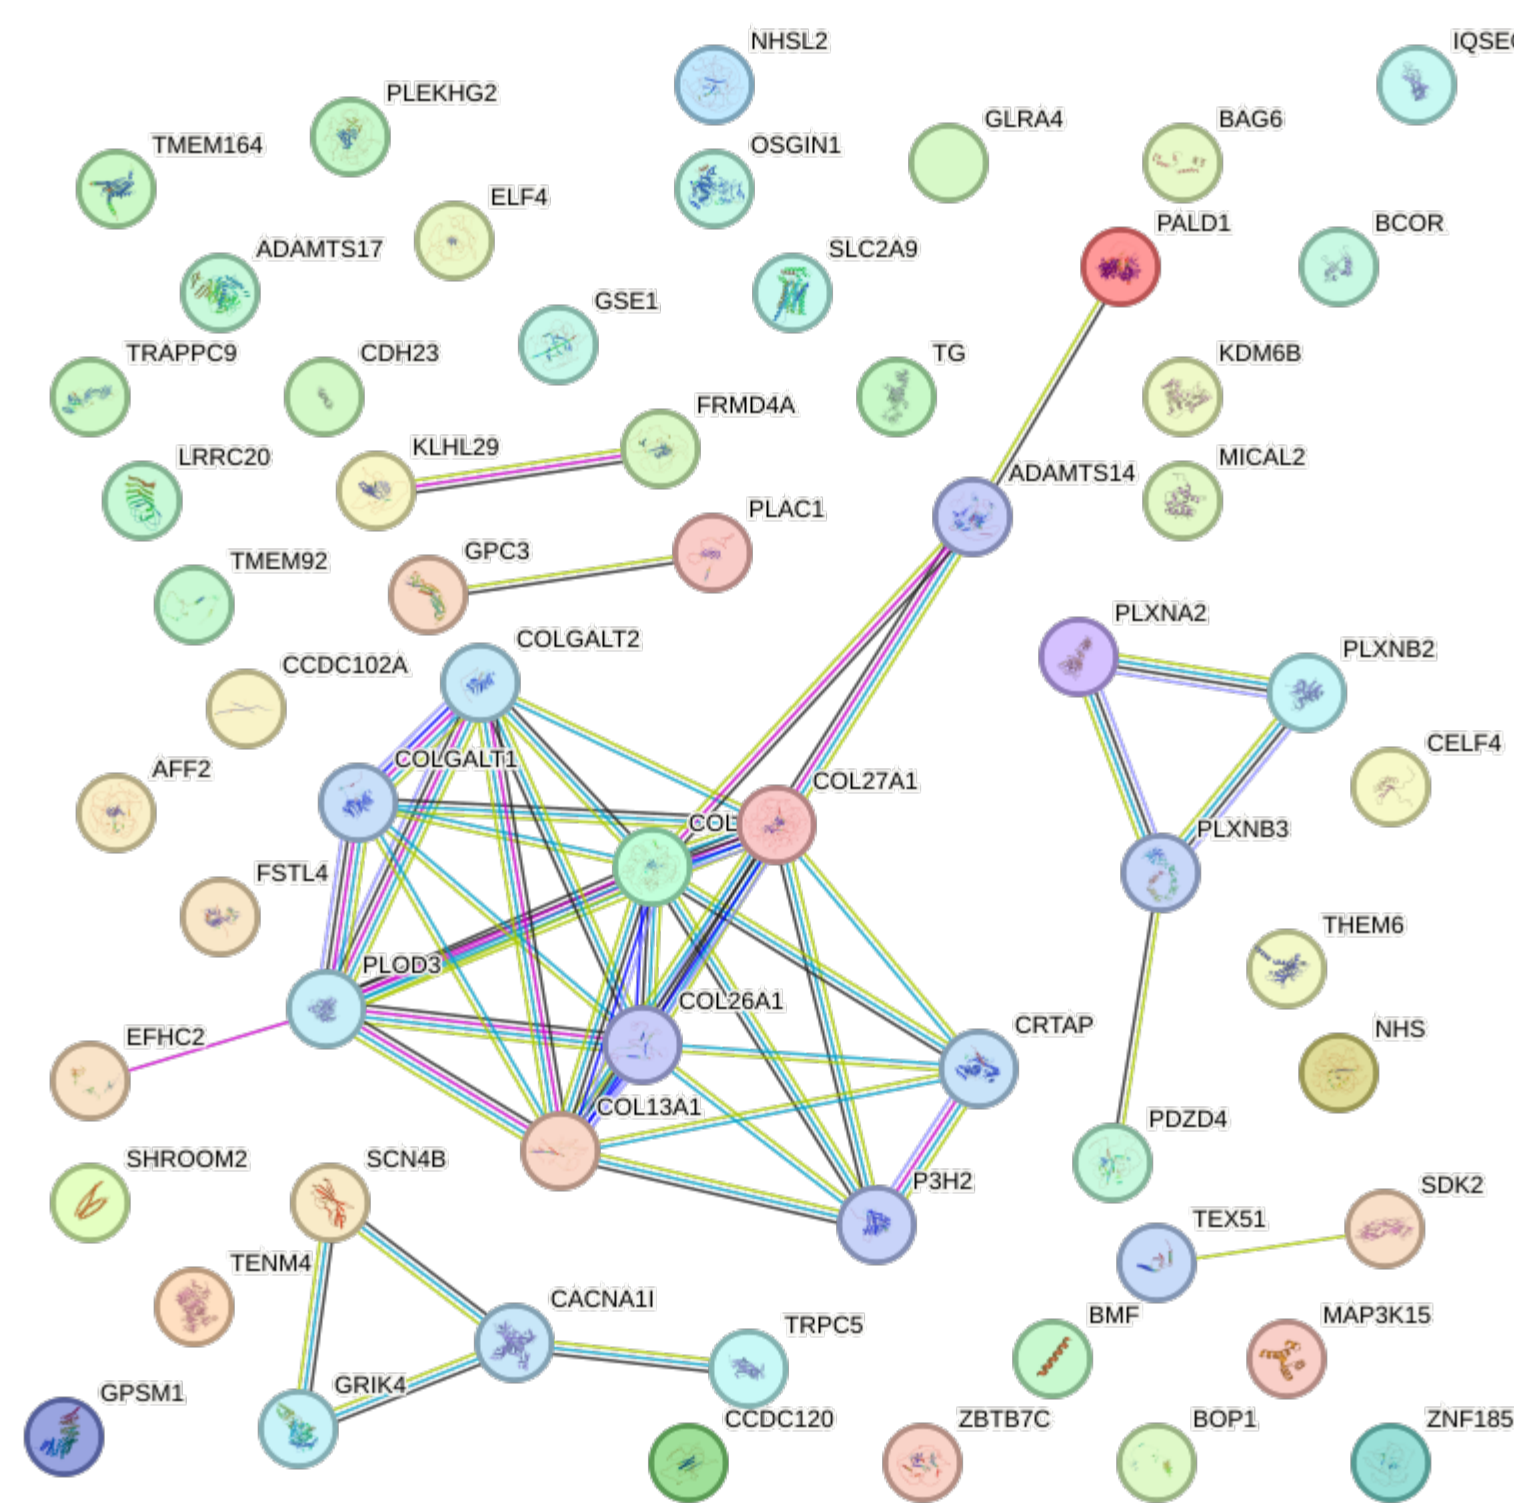 NHSL2
IQSE
PLEKHG2
GLRA4
BAG6
TMEM164
OSGIN1
ELF4
PALD1
BCOR
ADAMTS17
SLC2A9
GSE1
TRAPPC9
CDH23
TG
KDM6B
FRMD4A
KLHL29
LRRC20
MICAL2
ADAMTS14
PLAC1
GPC3
TMEM92
PLXNA2
COLGALT2
PLXNB2
CCDC102A
CELF4
COLGALT1
AFF2
COL27A1
COL
PLXNB3
FSTL4
THEM6
PLOD3
COL26A1
CRTAP
NHS
EFHC2
COL13A1
PDZD4
SHROOM2
SCN4B
P3H2
SDK2
TEX51
TENM4
CACNA1I
TRPC5
BMF
MAP3K15
GRIK4
GPSM1
CCDC120
ZBTB7C
BOP1
ZNF185